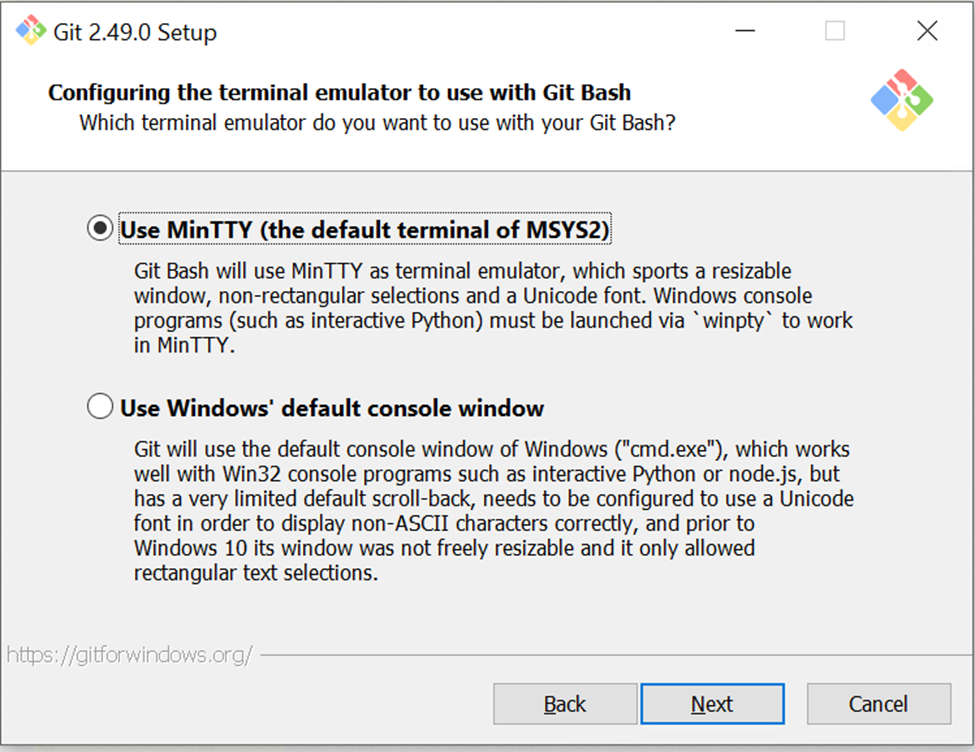 Git 2.49.0 Setup
Configuring the terminal emulator to use with Git Bash
Which terminal emulator do you want to use with your Git Bash?
Use MinTTY (the default terminal of MSYS2)
Git Bash will use MinTTY as terminal emulator, which sports a resizable
window, non-rectangular selections and a Unicode font. Windows console
programs (such as interactive Python) must be launched via `winpty` to work
in MinTTY.
Use Windows' default console window
Git will use the default console window of Windows ("cmd.exe"), which works
well with Win32 console programs such as interactive Python or node.js, but
has a very limited default scroll-back, needs to be configured to use a Unicode
font in order to display non-ASCII characters correctly, and prior to
Windows 10 its window was not freely resizable and it only allowed
rectangular text selections.
https://gitforwindows.org/
Back Next Cancel